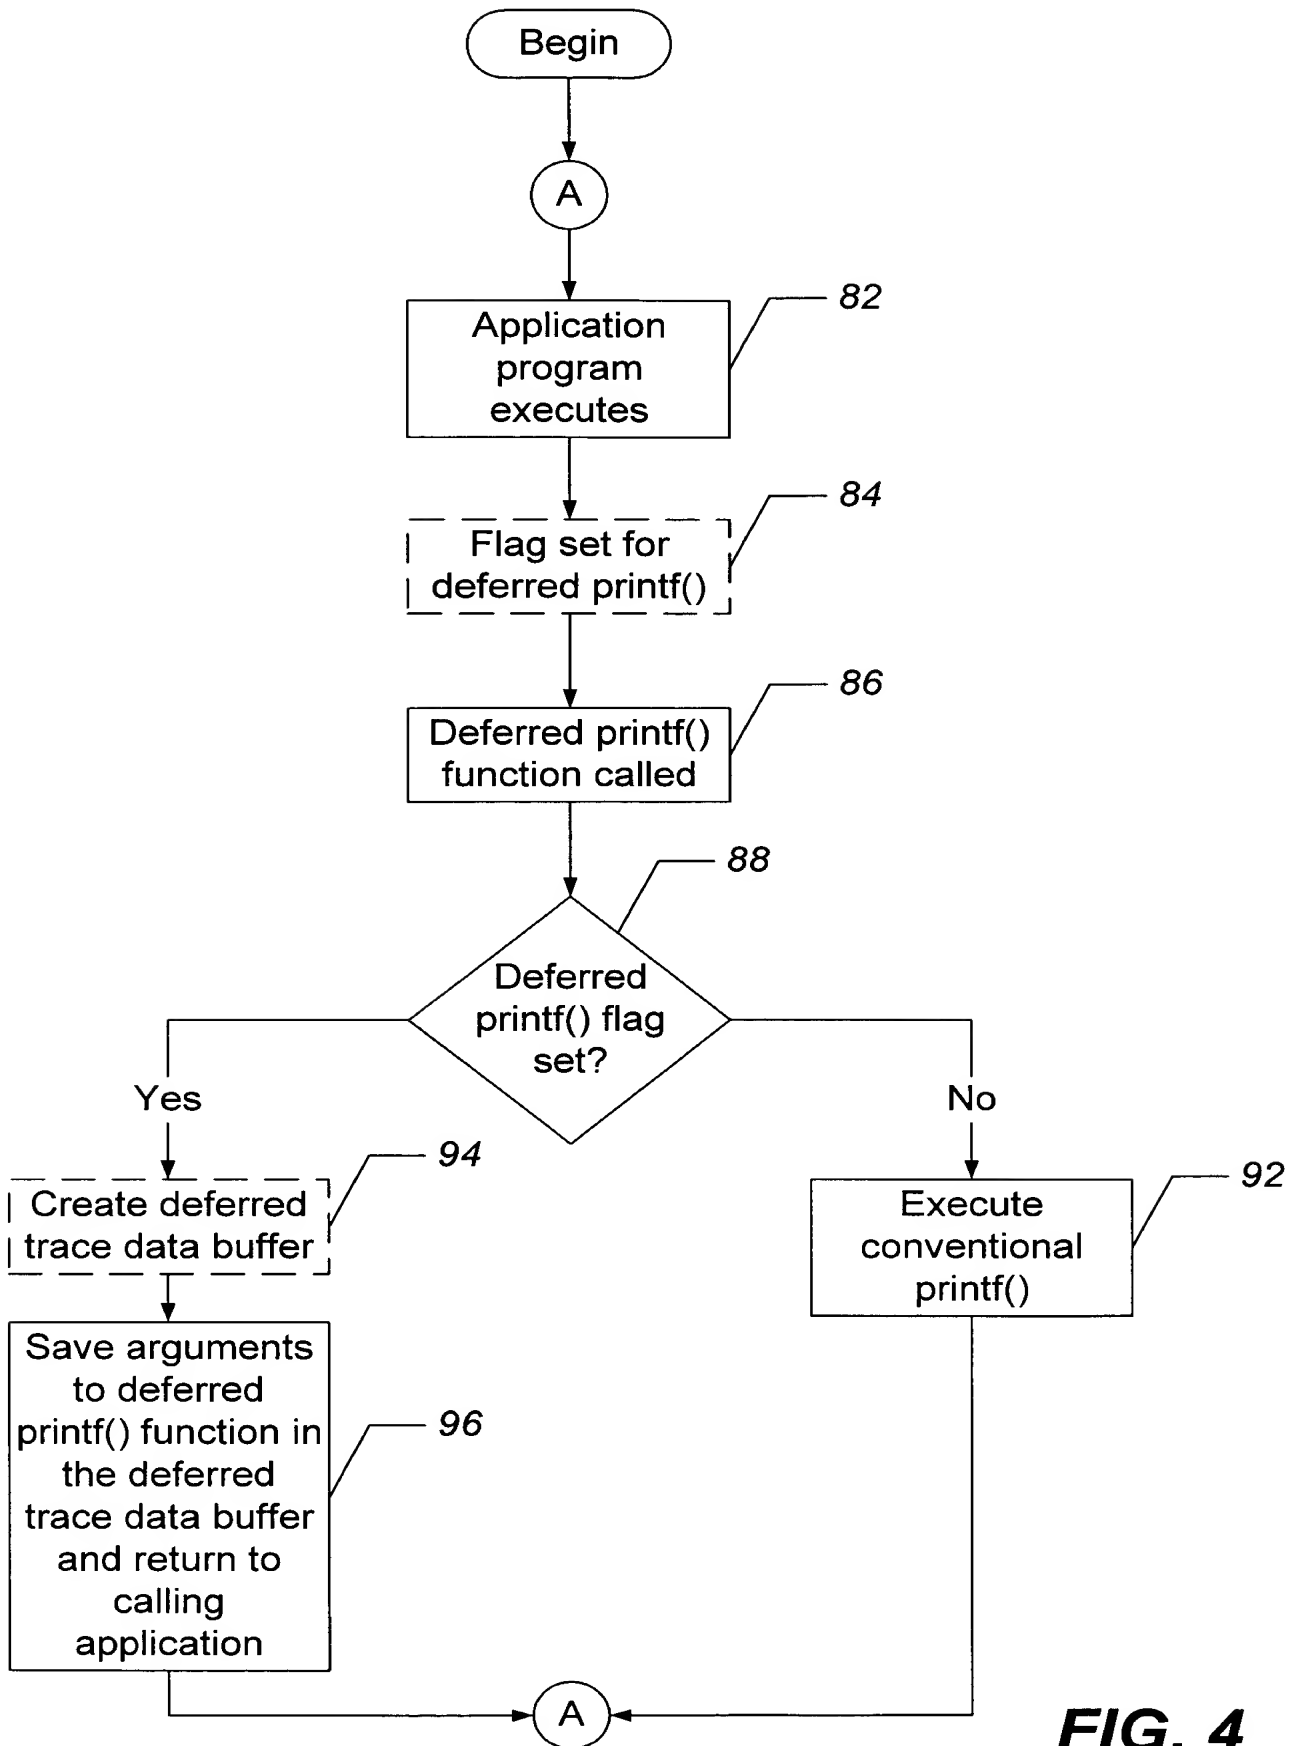 Begin
A
82
Application
program
executes
84
Flag set for
deferred printf()
86
Deferred printf()
function called
88
Deferred
printf() flag
set?
Yes
No
94
Create deferred
trace data buffer
92
Execute
conventional
printf()
Save arguments
to deferred
printf() function in
the deferred
trace data buffer
and return to
calling
application
96
A
FIG. 4